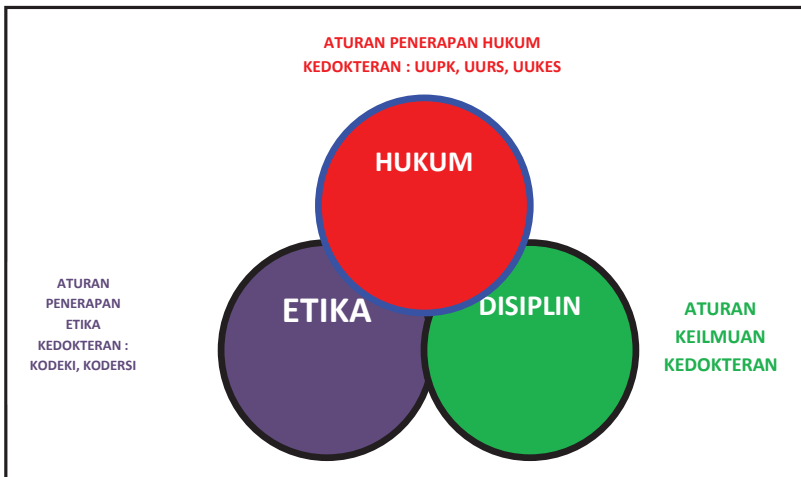 ATURAN PENERAPAN HUKUM
KEDOKTERAN : UUPK, UURS, UUKES
HUKUM
ETIKA
DISIPLIN
ATURAN
PENERAPAN
ETIKA
KEDOKTERAN :
KODEKI, KODERSI
ATURAN
KEILMUAN
KEDOKTERAN